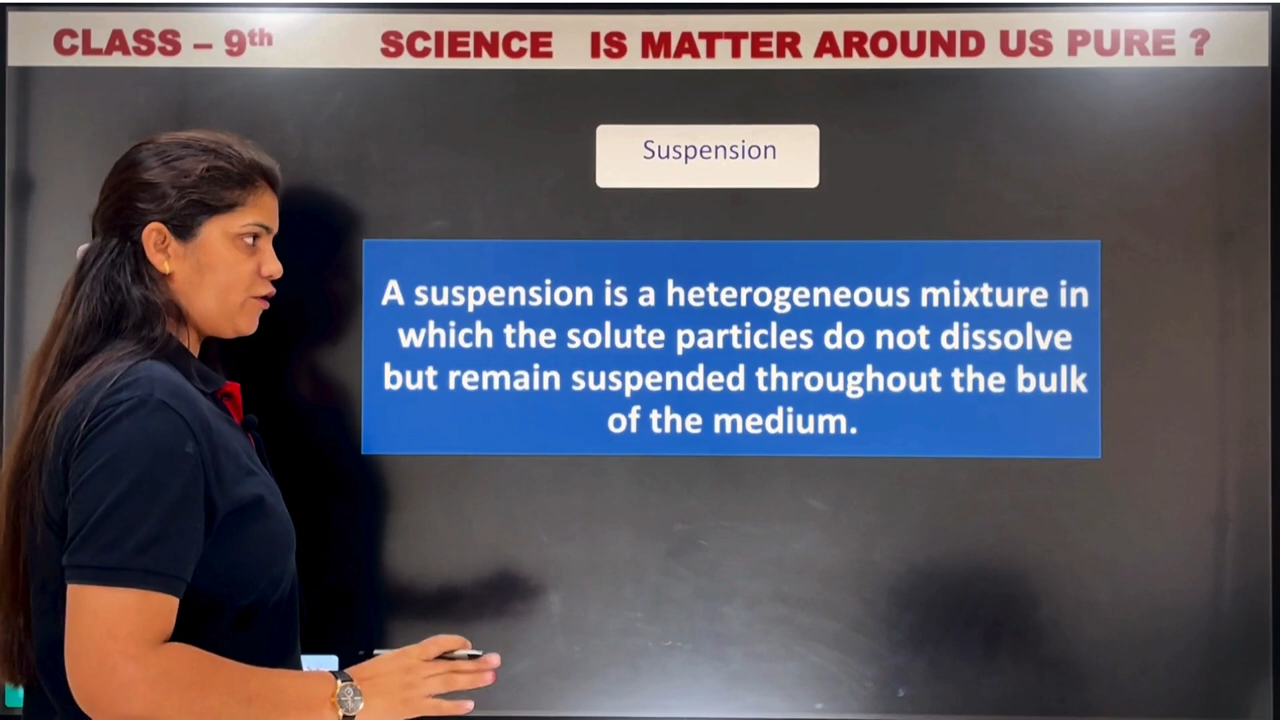 CLASS – 9th SCIENCE IS MATTER AROUND US PURE ?
Suspension
A suspension is a heterogeneous mixture in
which the solute particles do not dissolve
but remain suspended throughout the bulk
of the medium.